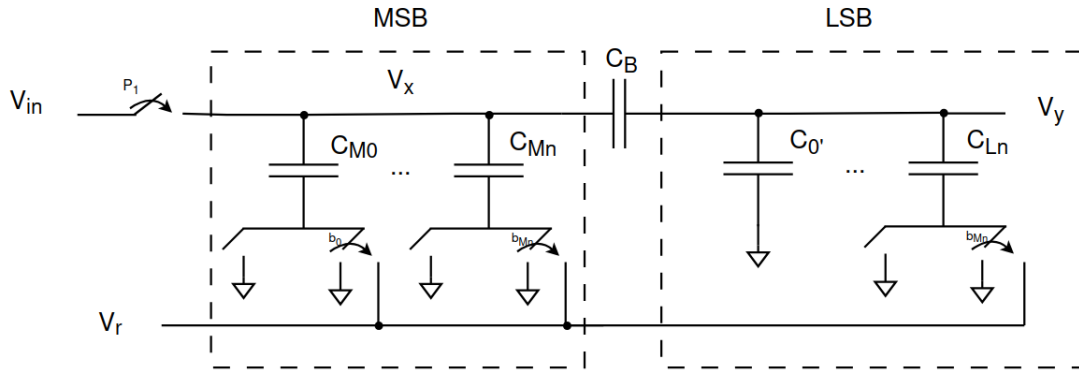 MSB
LSB
V_in
P_1
V_x
C_B
V_y
C_M0
...
C_Mn
C_0'
...
C_Ln
b_0
b_Mn
b_Mn
V_r